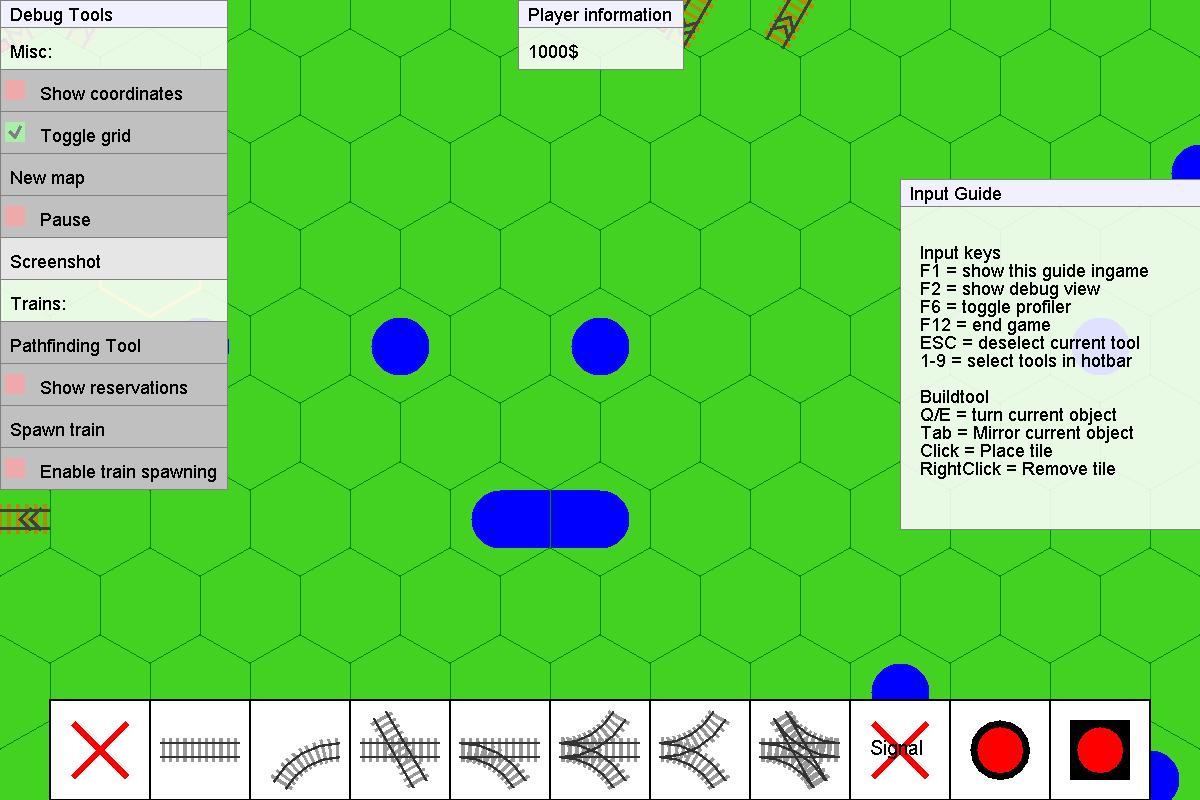 Debug Tools
Misc:
Show coordinates
Toggle grid
New map
Pause
Screenshot
Trains:
Pathfinding Tool
Show reservations
Spawn train
Enable train spawning
Player information
1000$
Input Guide
Input keys
F1 = show this guide ingame
F2 = show debug view
F6 = toggle profiler
F12 = end game
ESC = deselect current tool
1-9 = select tools in hotbar
Buildtool
Q/E = turn current object
Tab = Mirror current object
Click = Place tile
RightClick = Remove tile
Signal